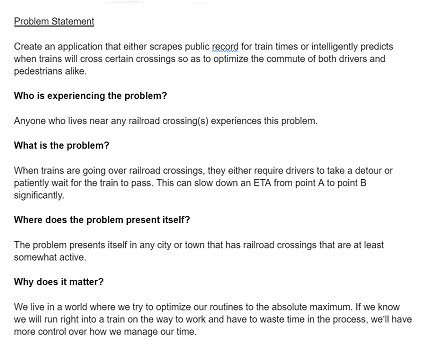 Problem Statement
Create an application that either scrapes public record for train times or intelligently predicts
when trains will cross certain crossings so as to optimize the commute of both drivers and
pedestrians alike.
Who is experiencing the problem?
Anyone who lives near any railroad crossing(s) experiences this problem.
What is the problem?
When trains are going over railroad crossings, they either require drivers to take a detour or
patiently wait for the train to pass. This can slow down an ETA from point A to point B
significantly.
Where does the problem present itself?
The problem presents itself in any city or town that has railroad crossings that are at least
somewhat active.
Why does it matter?
We live in a world where we try to optimize our routines to the absolute maximum. If we know
we will run right into a train on the way to work and have to waste time in the process, we'll have
more control over how we manage our time.